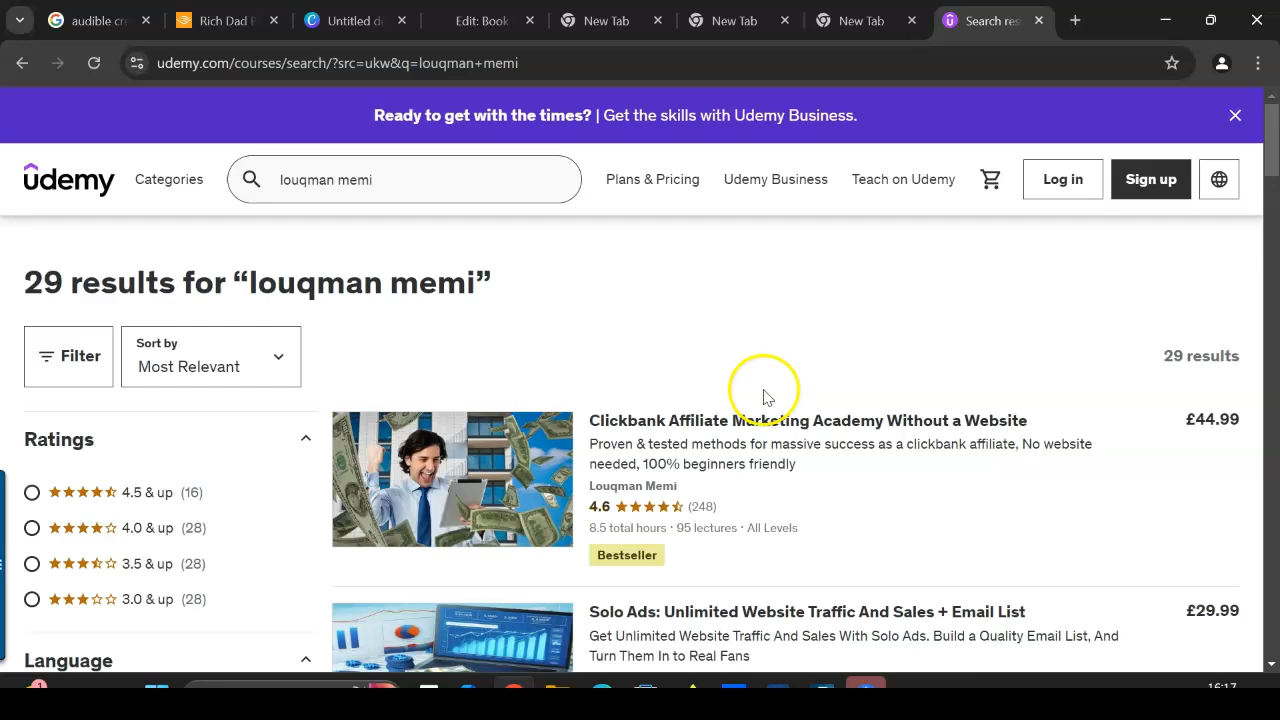 audible cr
Rich Dad P
Untitled de
Edit: Book
New Tab
New Tab
New Tab
Search res
udemy.com/courses/search/?src=ukw&q=louqman+memi
Ready to get with the times? | Get the skills with Udemy Business.
udemy
Categories
louqman memi
Plans & Pricing
Udemy Business
Teach on Udemy
Log in
Sign up
29 results for “louqman memi”
Filter
Sort by
Most Relevant
29 results
Ratings
4.5 & up (16)
4.0 & up (28)
3.5 & up (28)
3.0 & up (28)
Language
Clickbank Affiliate Marketing Academy Without a Website
£44.99
Proven & tested methods for massive success as a clickbank affiliate, No website
needed, 100% beginners friendly
Louqman Memi
4.6 (248)
8.5 total hours · 95 lectures · All Levels
Bestseller
Solo Ads: Unlimited Website Traffic And Sales + Email List
£29.99
Get Unlimited Website Traffic And Sales With Solo Ads. Build a Quality Email List, And
Turn Them In to Real Fans
1
16:17